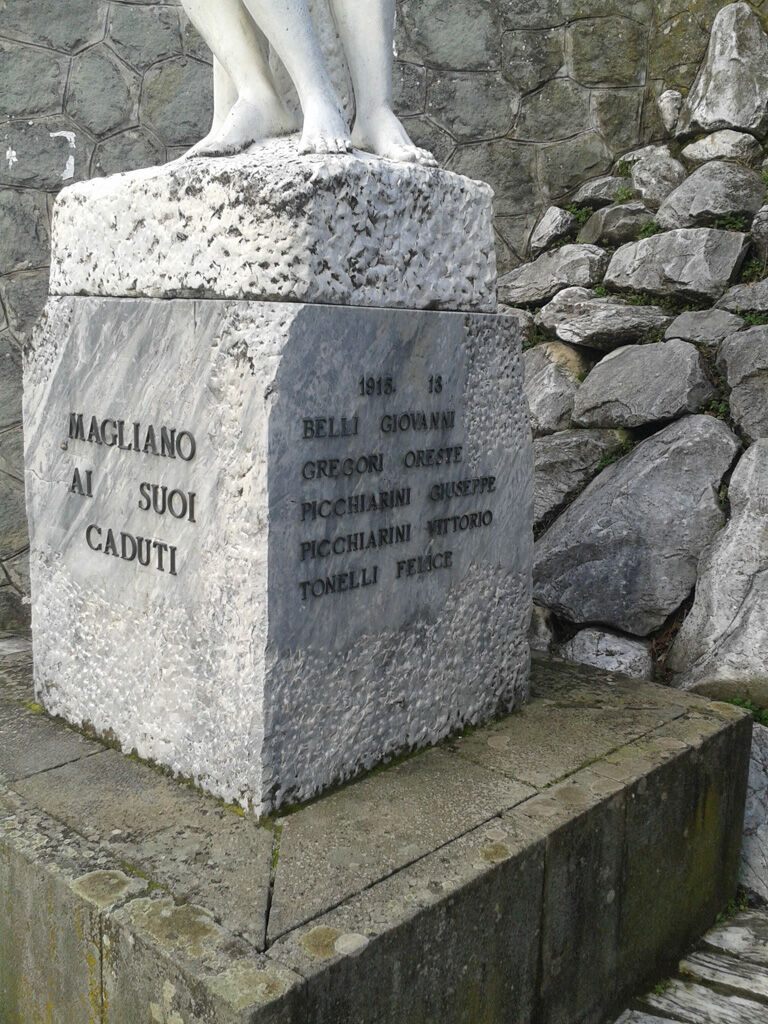 MAGLIANO
AI SUOI
CADUTI
1915. 18
BELLI GIOVANNI
GREGORI ORESTE
PICCHIARINI GIUSEPPE
PICCHIARINI VITTORIO
TONELLI FELICE